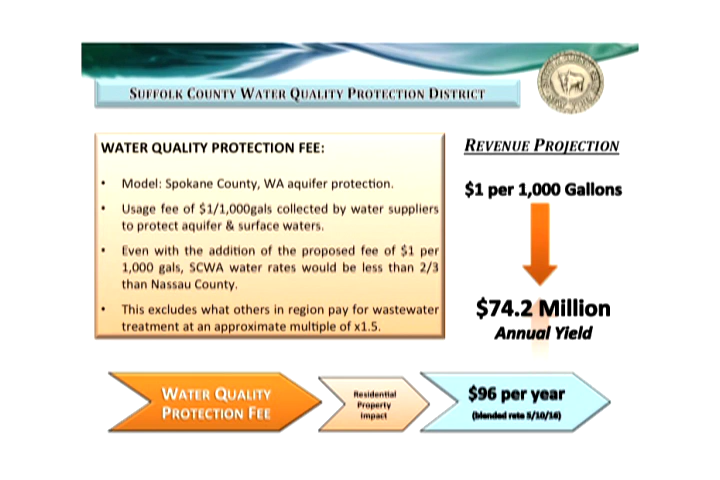 SUFFOLK COUNTY WATER QUALITY PROTECTION DISTRICT
WATER QUALITY PROTECTION FEE:
• Model: Spokane County, WA aquifer protection.
• Usage fee of $1/1,000gals collected by water suppliers
to protect aquifer & surface waters.
• Even with the addition of the proposed fee of $1 per
1,000 gals, SCWA water rates would be less than 2/3
than Nassau County.
• This excludes what others in region pay for wastewater
treatment at an approximate multiple of x1.5.
REVENUE PROJECTION
$1 per 1,000 Gallons
$74.2 Million
Annual Yield
WATER QUALITY
PROTECTION FEE
Residential
Property
Impact
$96 per year
(blended rate 5/10/16)